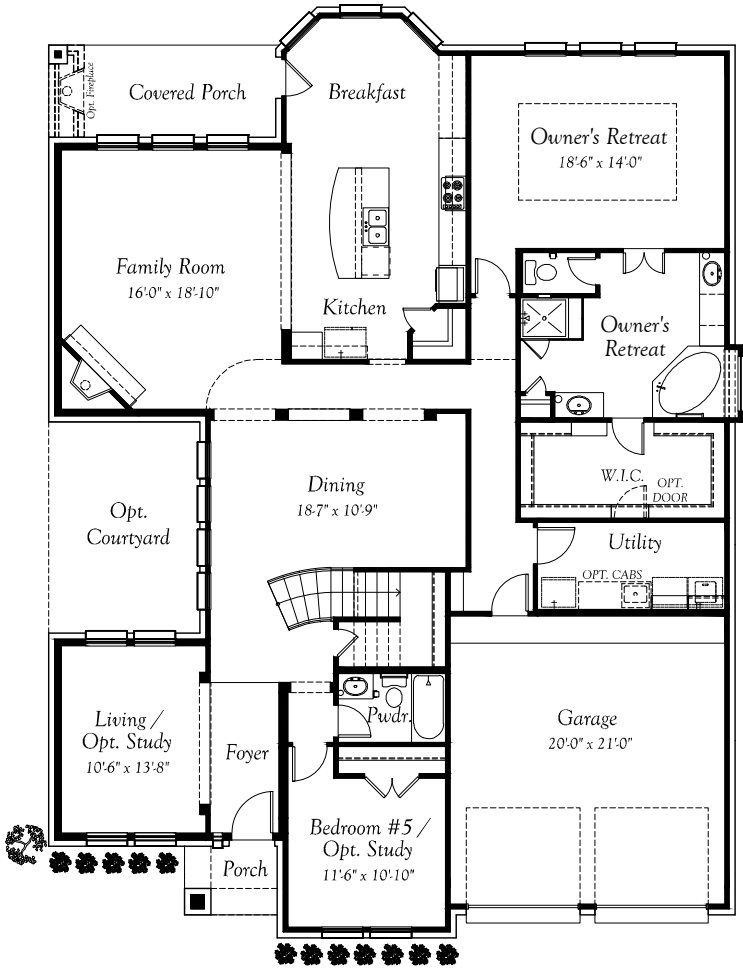 Opt. Fireplace
Covered Porch
Breakfast
Owner's Retreat
18'-6" x 14'-0"
Family Room
16'-0" x 18'-10"
Kitchen
Owner's
Retreat
W.I.C.
OPT.
DOOR
Dining
18-7" x 10'-9"
Opt.
Courtyard
Utility
OPT. CABS
Living /
Opt. Study
10'-6" x 13'-8"
Foyer
Pwdr.
Garage
20'-0" x 21'-0"
Bedroom #5 /
Opt. Study
11'-6" x 10'-10"
Porch